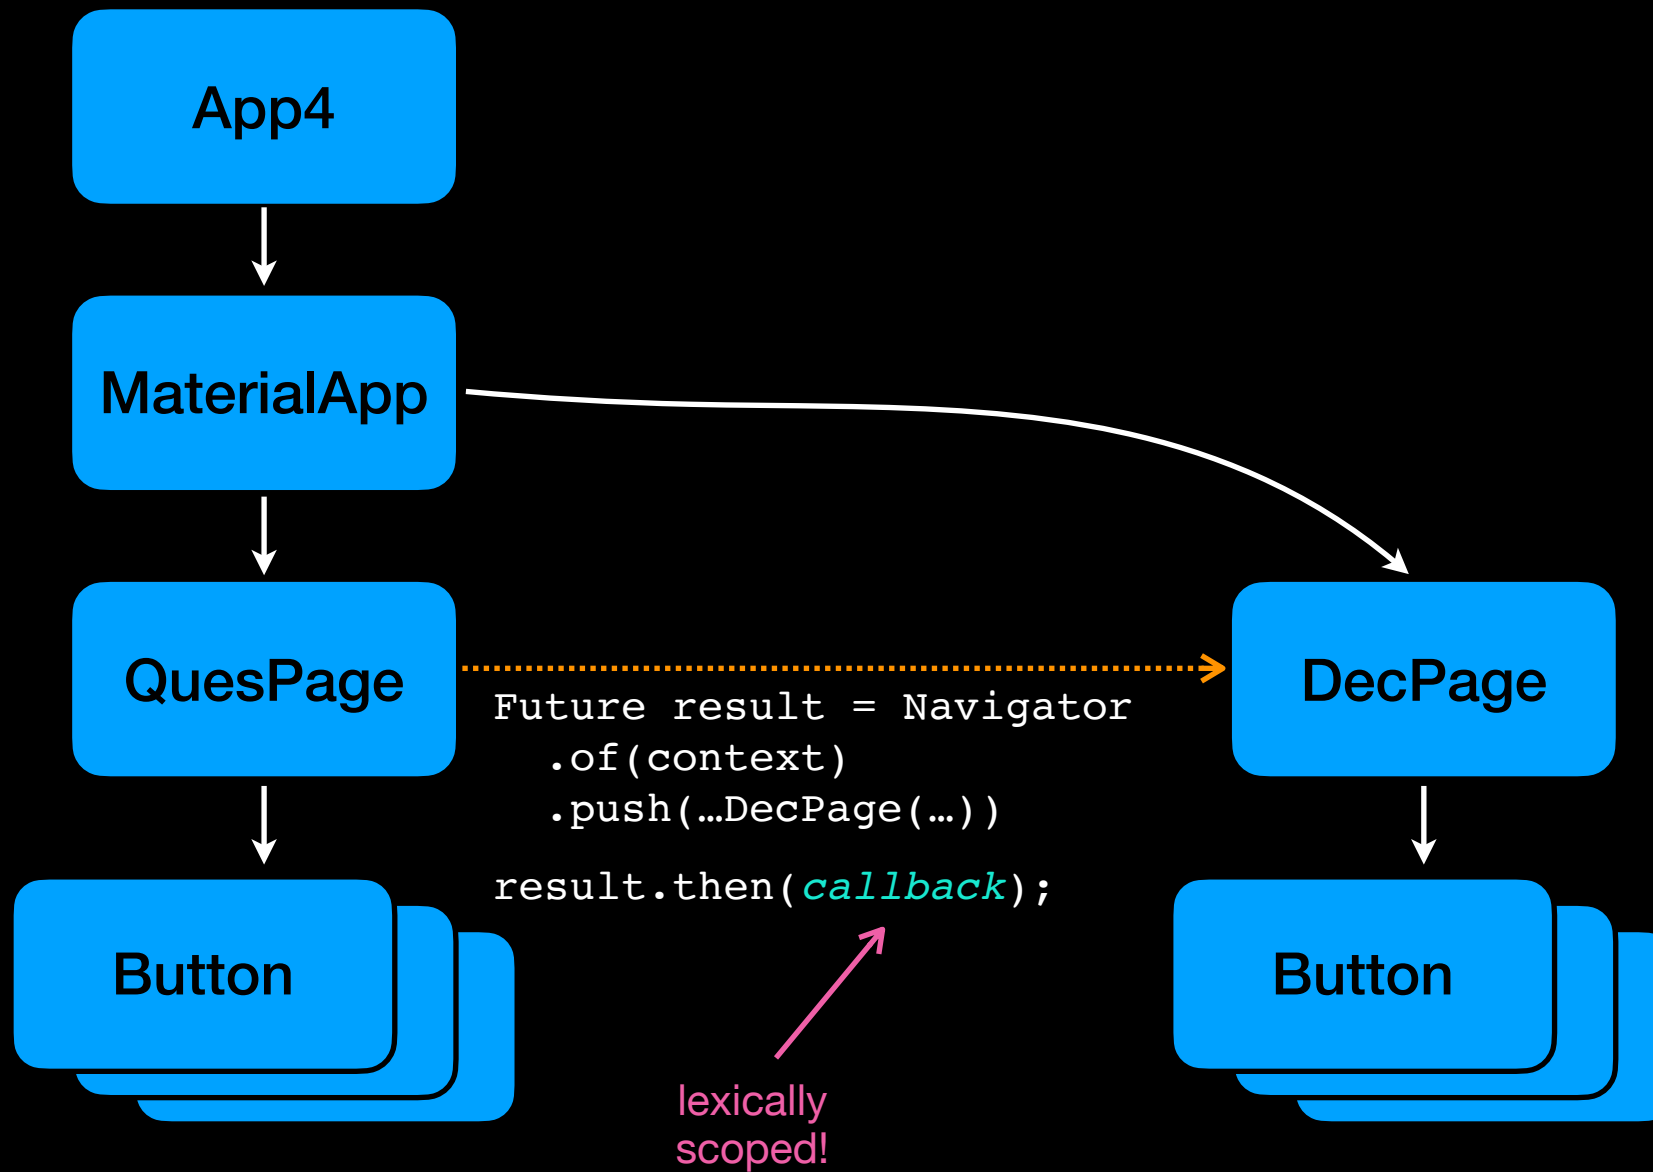 App4
MaterialApp
QuesPage
DecPage
Future result = Navigator
.of(context)
.push(…DecPage(…))
result.then(callback);
Button
Button
lexically
scoped!